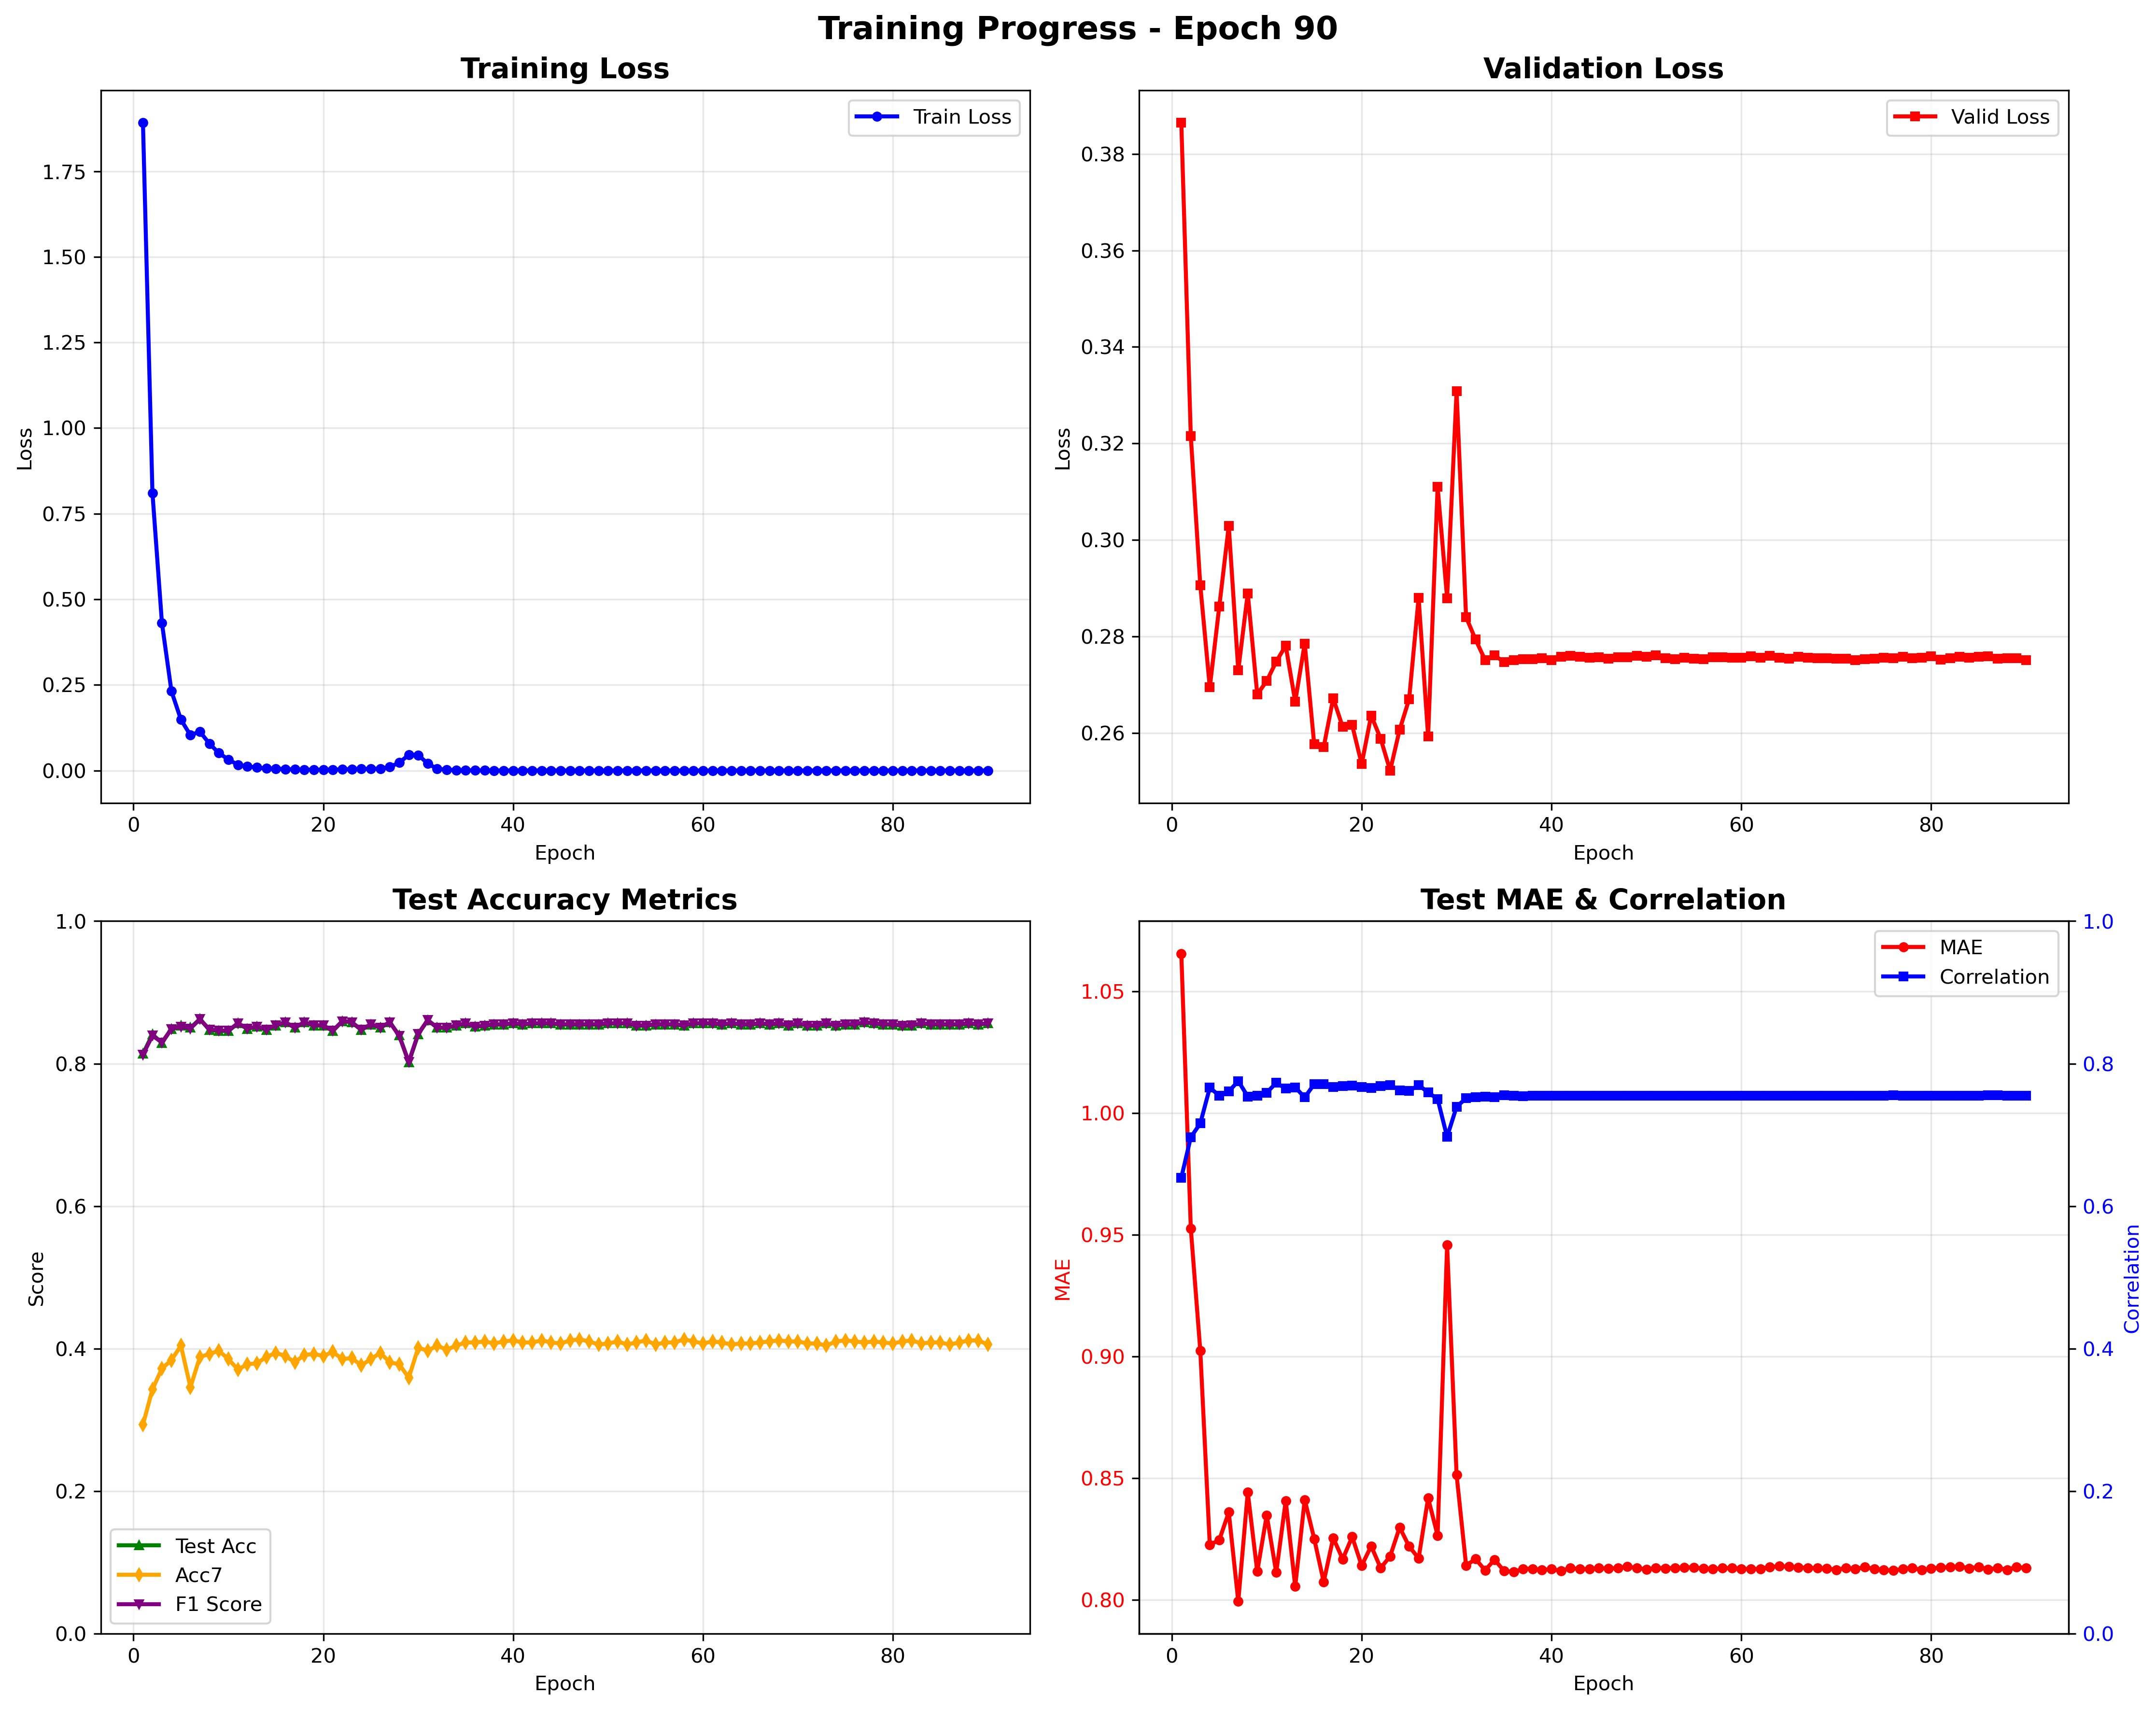 Training Progress - Epoch 90
Training Loss
Train Loss
1.75
1.50
1.25
1.00
0.75
0.50
0.25
0.00
Loss
0
20
40
60
80
Epoch
Validation Loss
Valid Loss
0.38
0.36
0.34
0.32
0.30
0.28
0.26
Loss
0
20
40
60
80
Epoch
Test Accuracy Metrics
1.0
0.8
0.6
0.4
0.2
0.0
Score
Test Acc
Acc7
F1 Score
0
20
40
60
80
Epoch
Test MAE & Correlation
MAE
Correlation
1.05
1.00
0.95
0.90
0.85
0.80
MAE
1.0
0.8
0.6
0.4
0.2
0.0
Correlation
0
20
40
60
80
Epoch